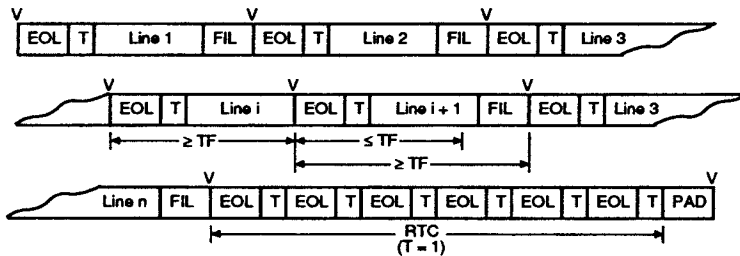 V V V
EOL T Line 1 FIL EOL T Line 2 FIL EOL T Line 3
V V V
EOL T Line i EOL T Line i + 1 FIL EOL T Line 3
≥ TF ≤ TF
≥ TF
V V
Line n FIL EOL T EOL T EOL T EOL T EOL T EOL T PAD
RTC
(T = 1)